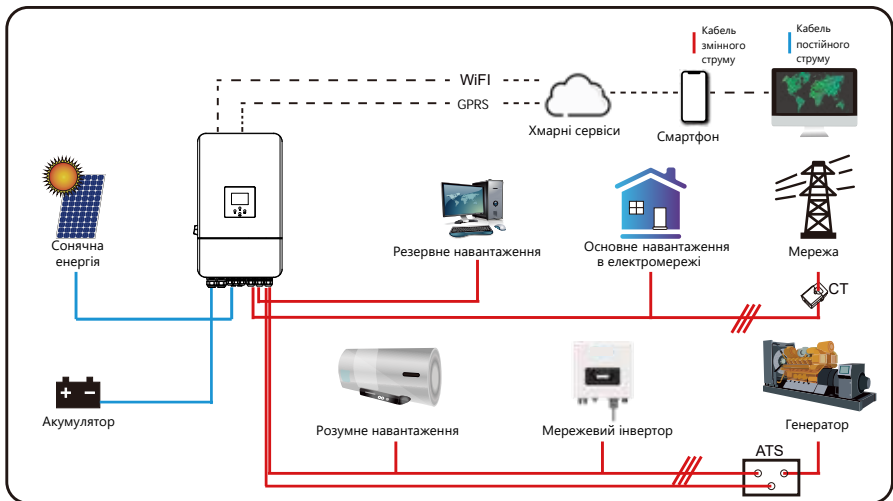 Кабель
змінного
струму
Кабель
постійного
струму
WiFI
GPRS
Хмарні сервіси
Смартфон
Сонячна
енергія
Резервне навантаження
Основне навантаження
в електромережі
Мережа
CT
Акумулятор
Розумне навантаження
Мережевий інвертор
Генератор
ATS